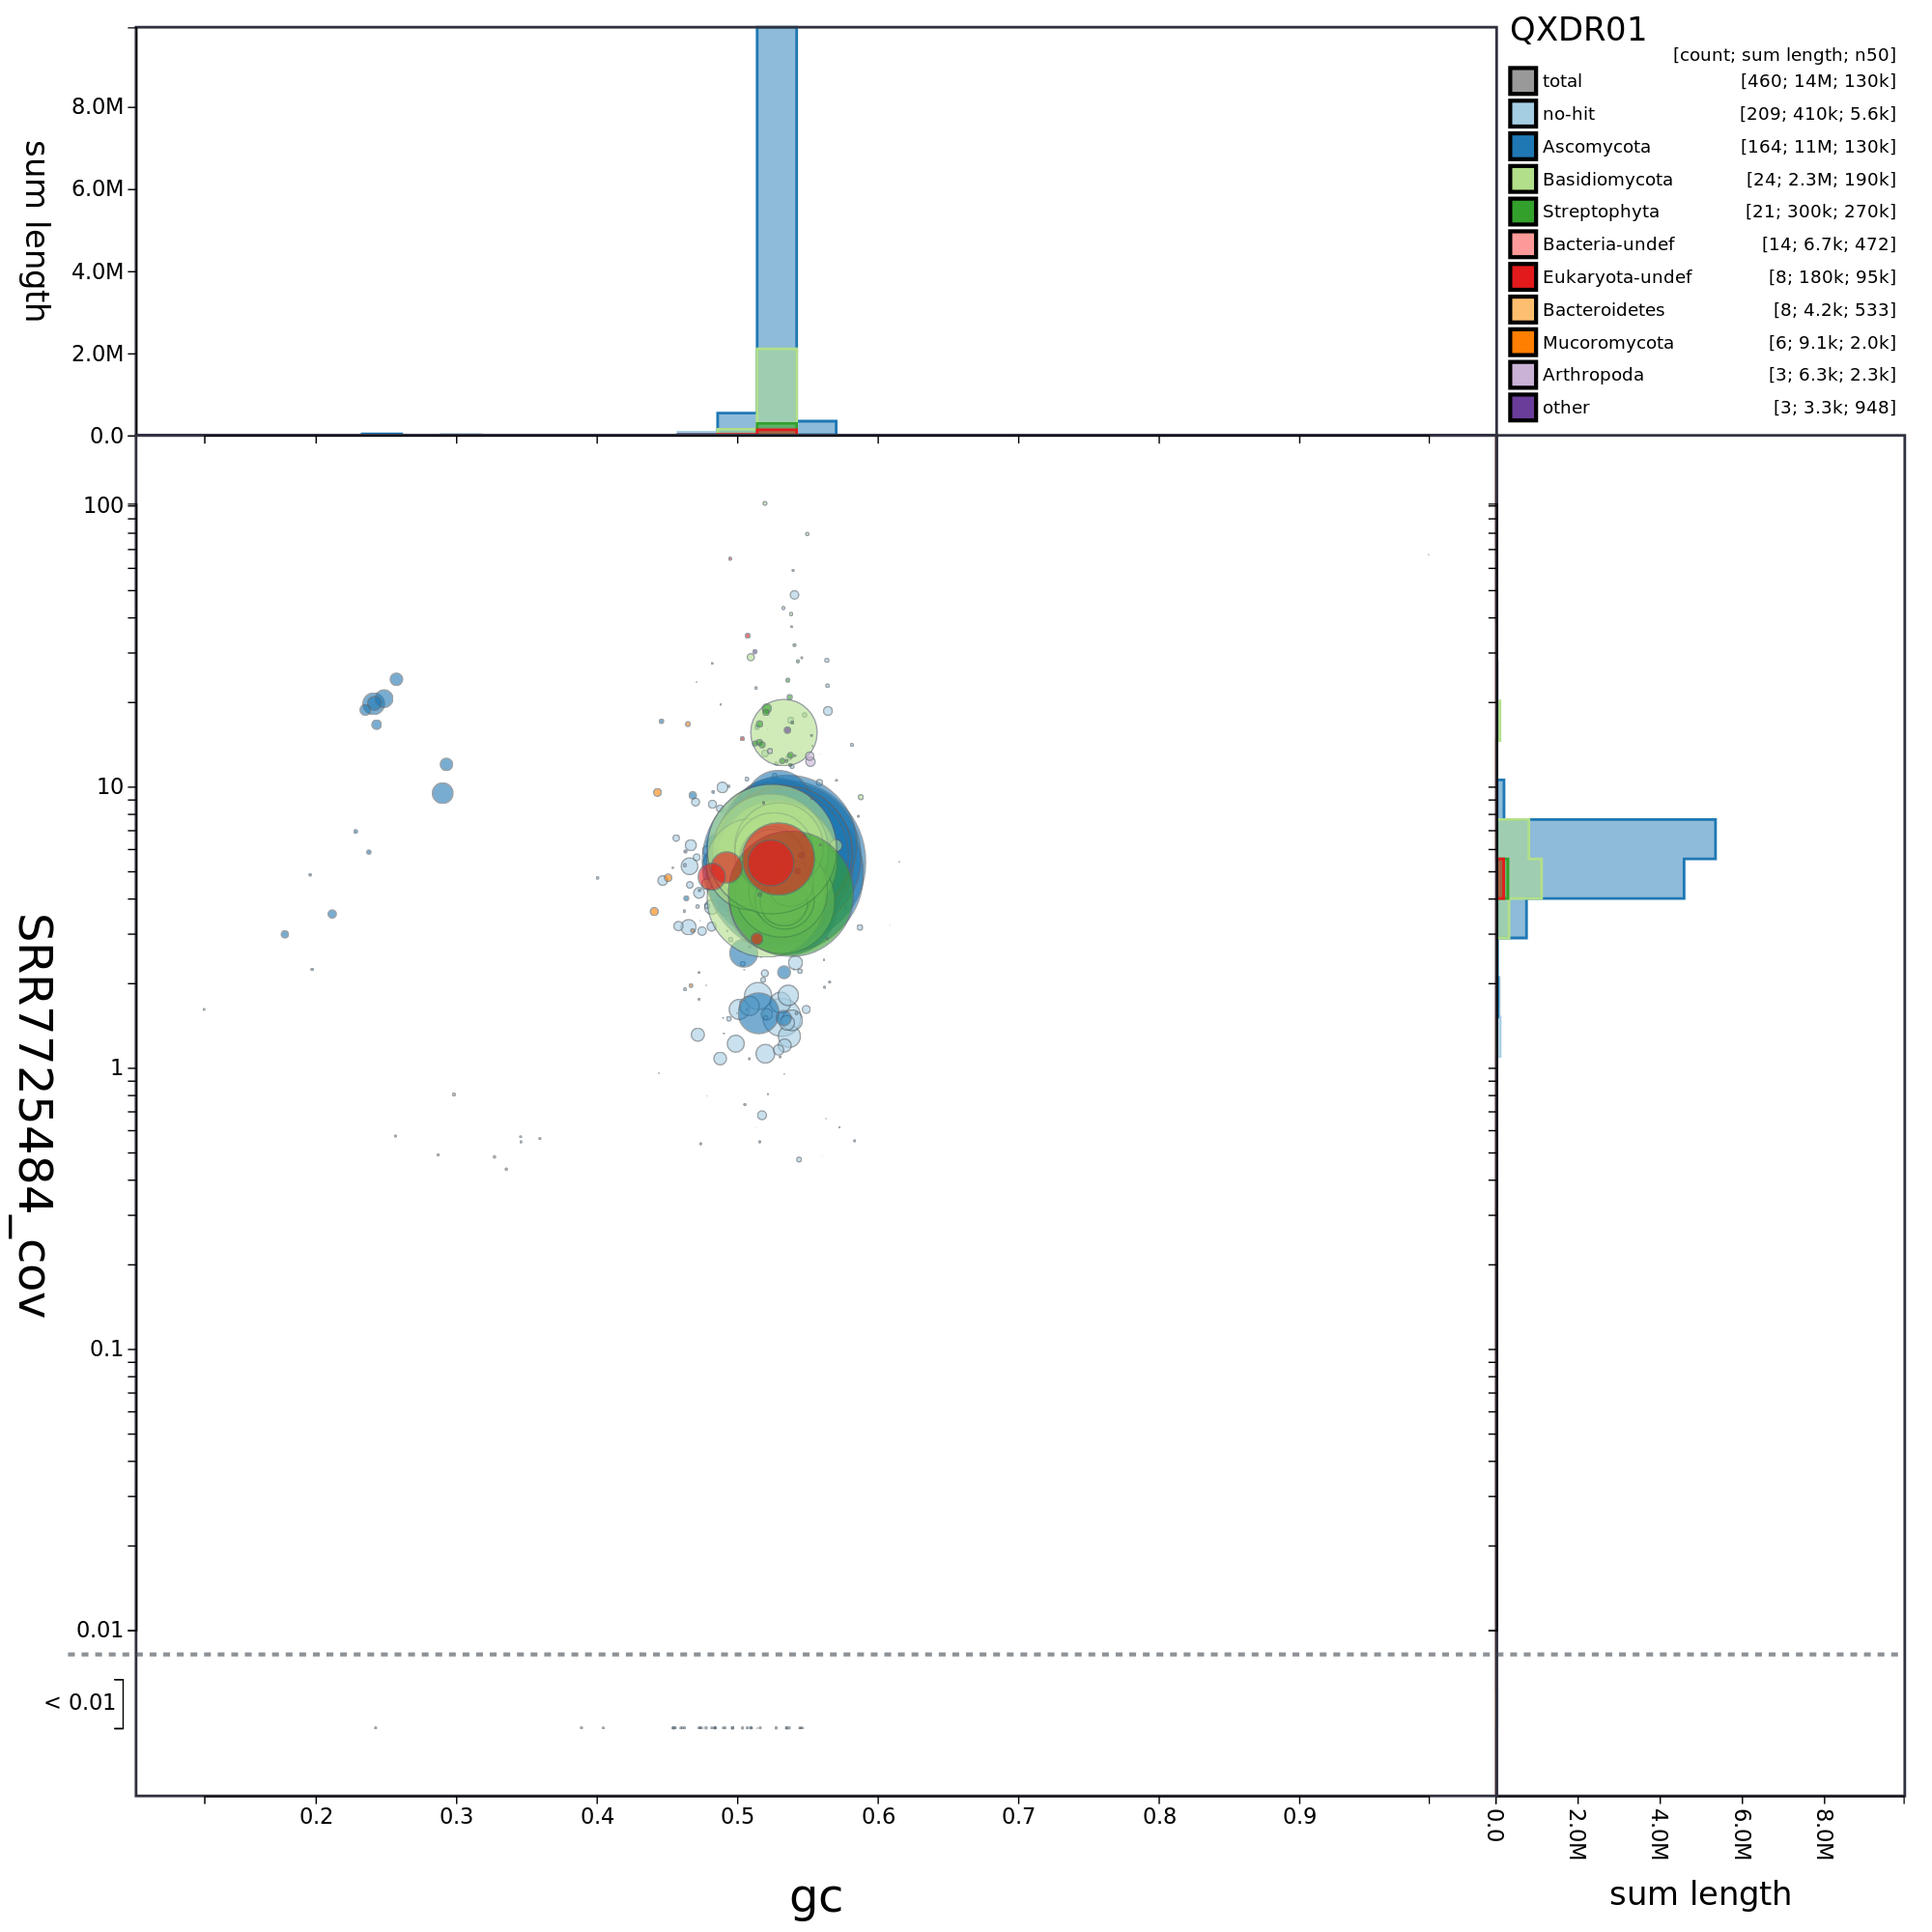 QXDR01
[count; sum length; n50]
total [460; 14M; 130k]
no-hit [209; 410k; 5.6k]
Ascomycota [164; 11M; 130k]
Basidiomycota [24; 2.3M; 190k]
Streptophyta [21; 300k; 270k]
Bacteria-undef [14; 6.7k; 472]
Eukaryota-undef [8; 180k; 95k]
Bacteroidetes [8; 4.2k; 533]
Mucoromycota [6; 9.1k; 2.0k]
Arthropoda [3; 6.3k; 2.3k]
other [3; 3.3k; 948]
sum length
8.0M
6.0M
4.0M
2.0M
0.0
SRR7725484_cov
100
10
1
0.1
0.01
< 0.01
0.2 0.3 0.4 0.5 0.6 0.7 0.8 0.9
gc
0.0 2.0M 4.0M 6.0M 8.0M
sum length